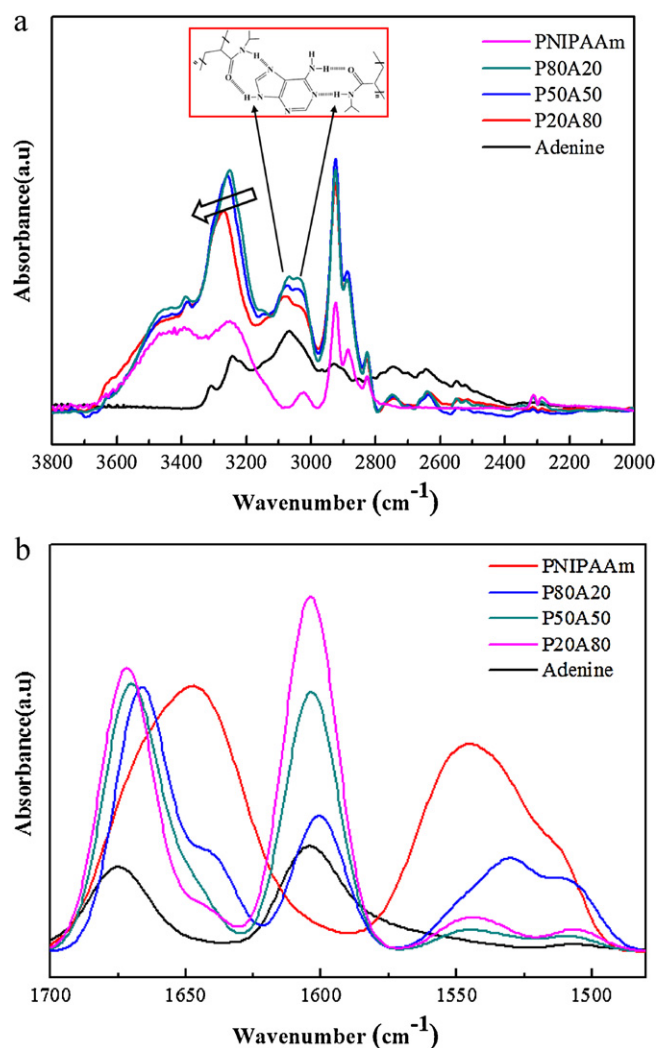 a
PNIPAAm
P80A20
P50A50
P20A80
Adenine
Absorbance(a.u)
3800 3600 3400 3200 3000 2800 2600 2400 2200 2000
Wavenumber (cm-1)
b
PNIPAAm
P80A20
P50A50
P20A80
Adenine
Absorbance(a.u)
1700 1650 1600 1550 1500
Wavenumber (cm-1)